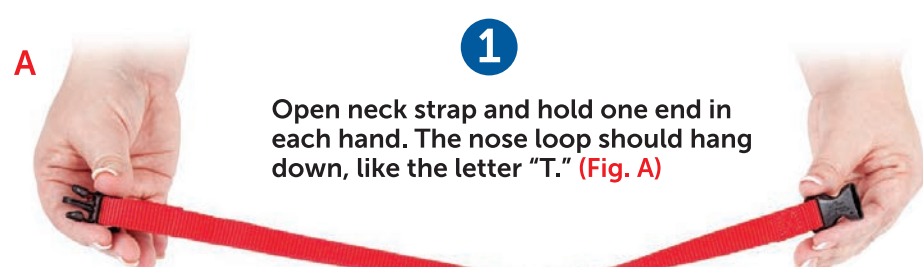 A
1
Open neck strap and hold one end in
each hand. The nose loop should hang
down, like the letter “T.” (Fig. A)